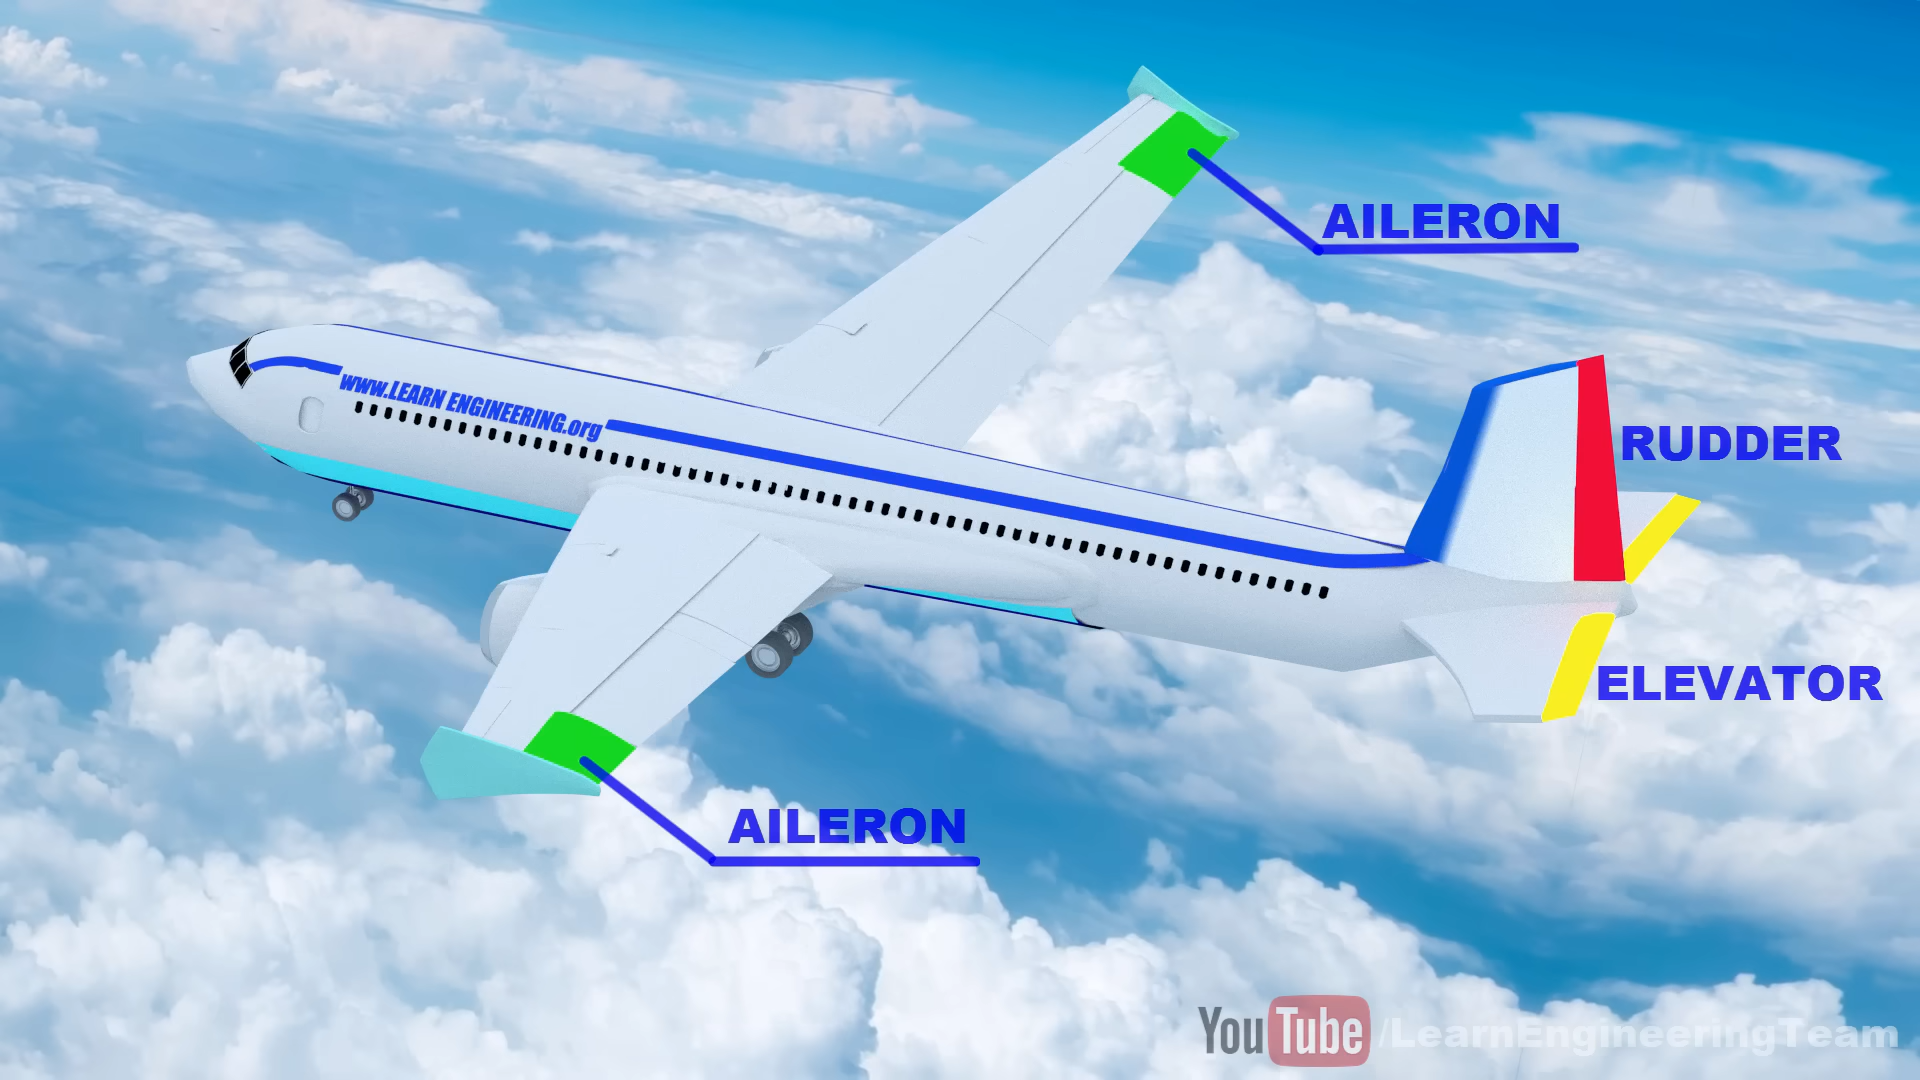 AILERON
www.LEARN ENGINEERING.org
RUDDER
ELEVATOR
AILERON
YouTube /LearnEngineeringTeam